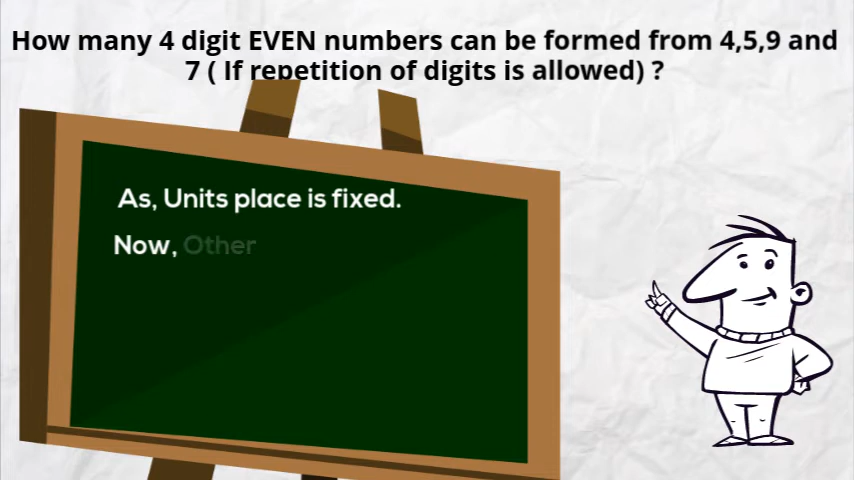 How many 4 digit EVEN numbers can be formed from 4,5,9 and
7 ( If repetition of digits is allowed) ?
As, Units place is fixed.
Now, Other